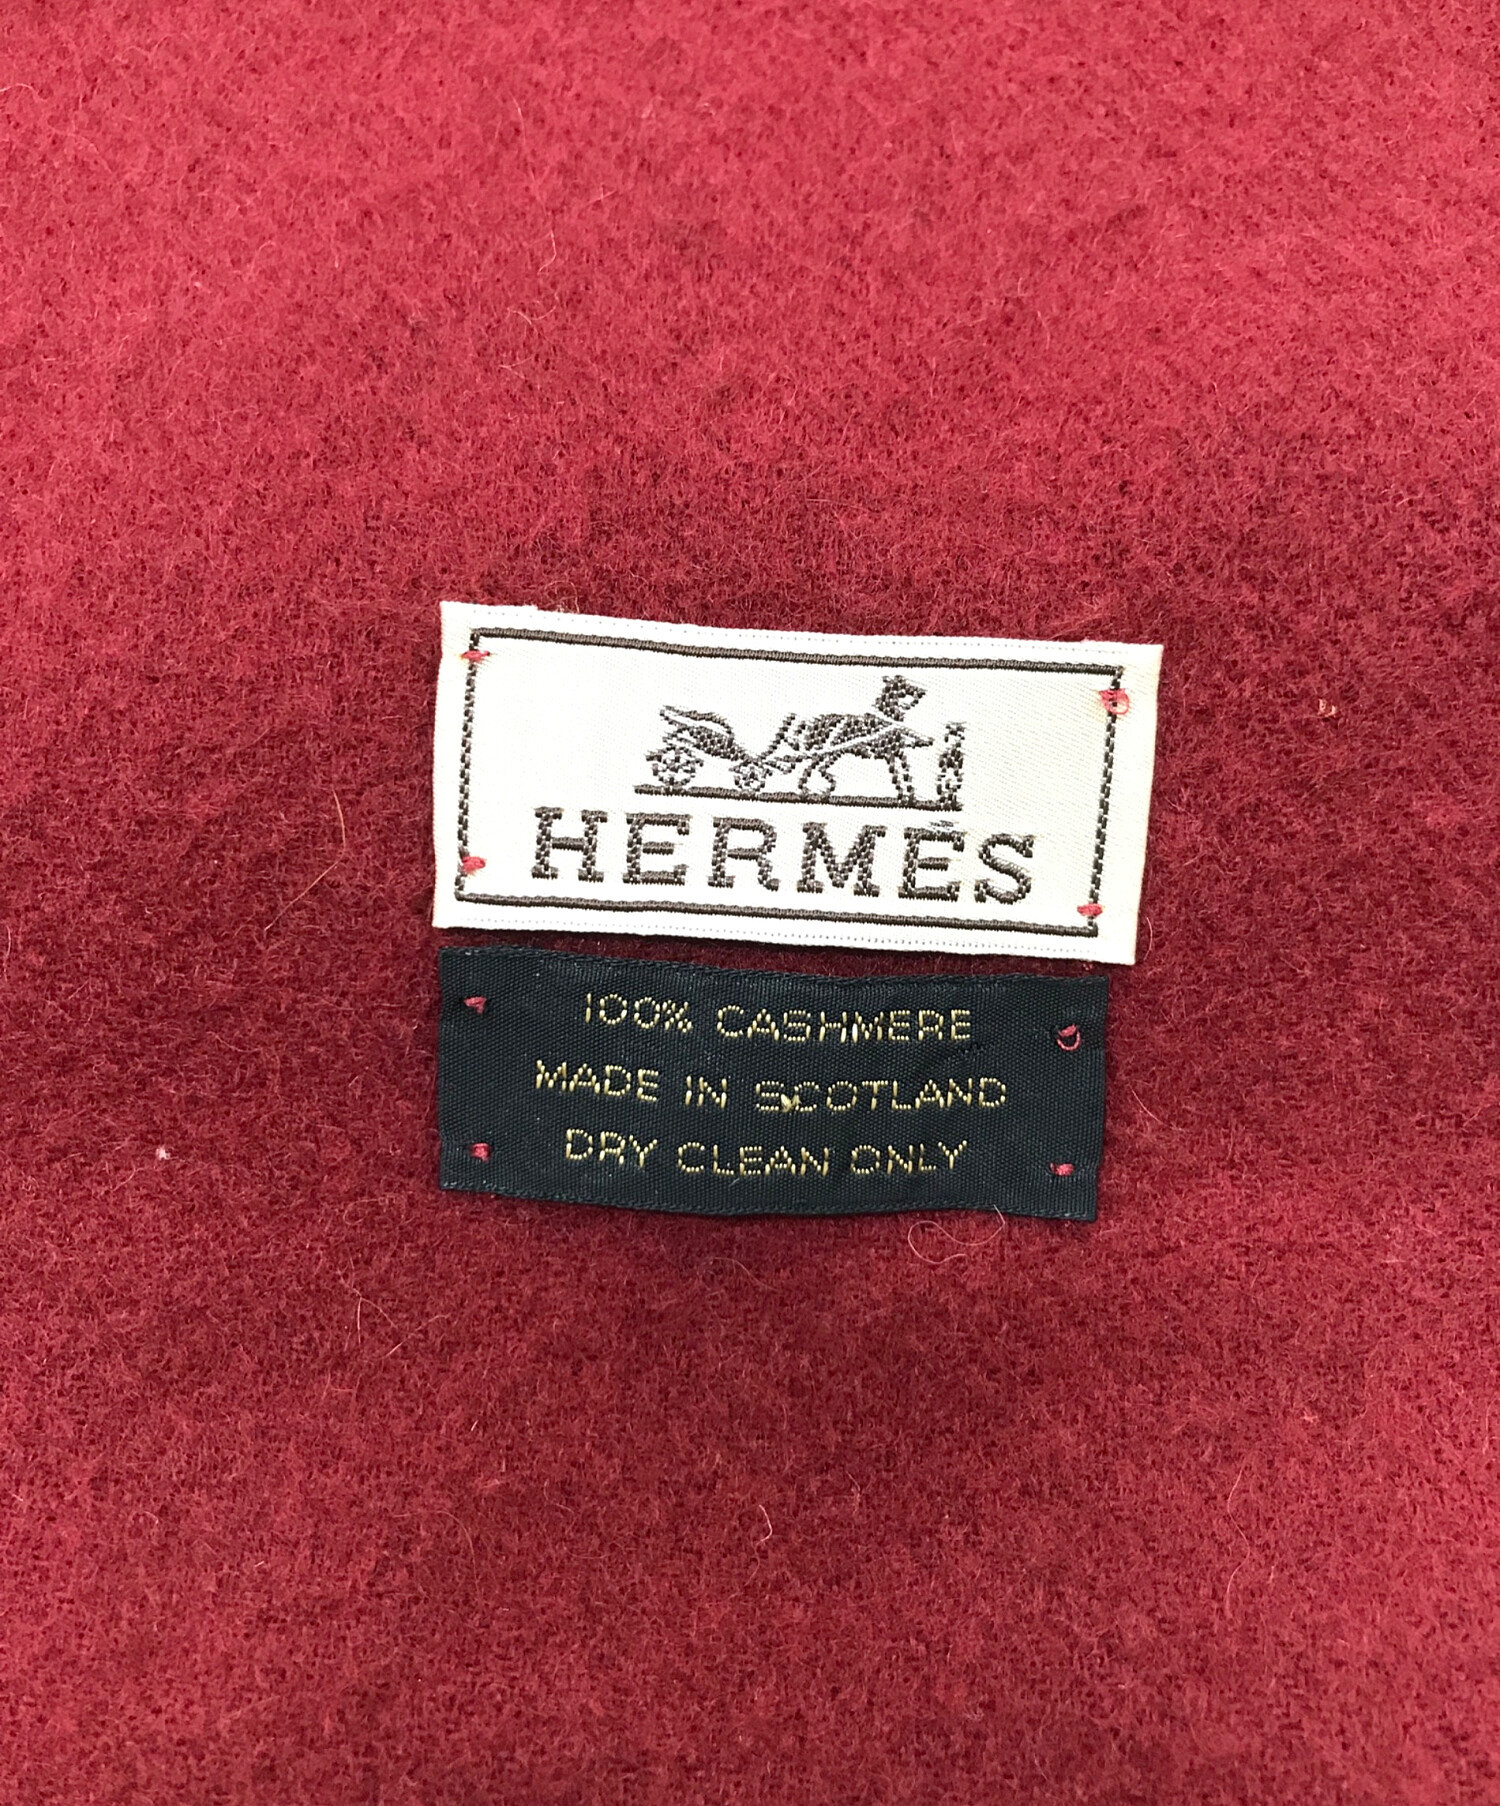 HERMÈS
100% CASHMERE
MADE IN SCOTLAND
DRY CLEAN ONLY